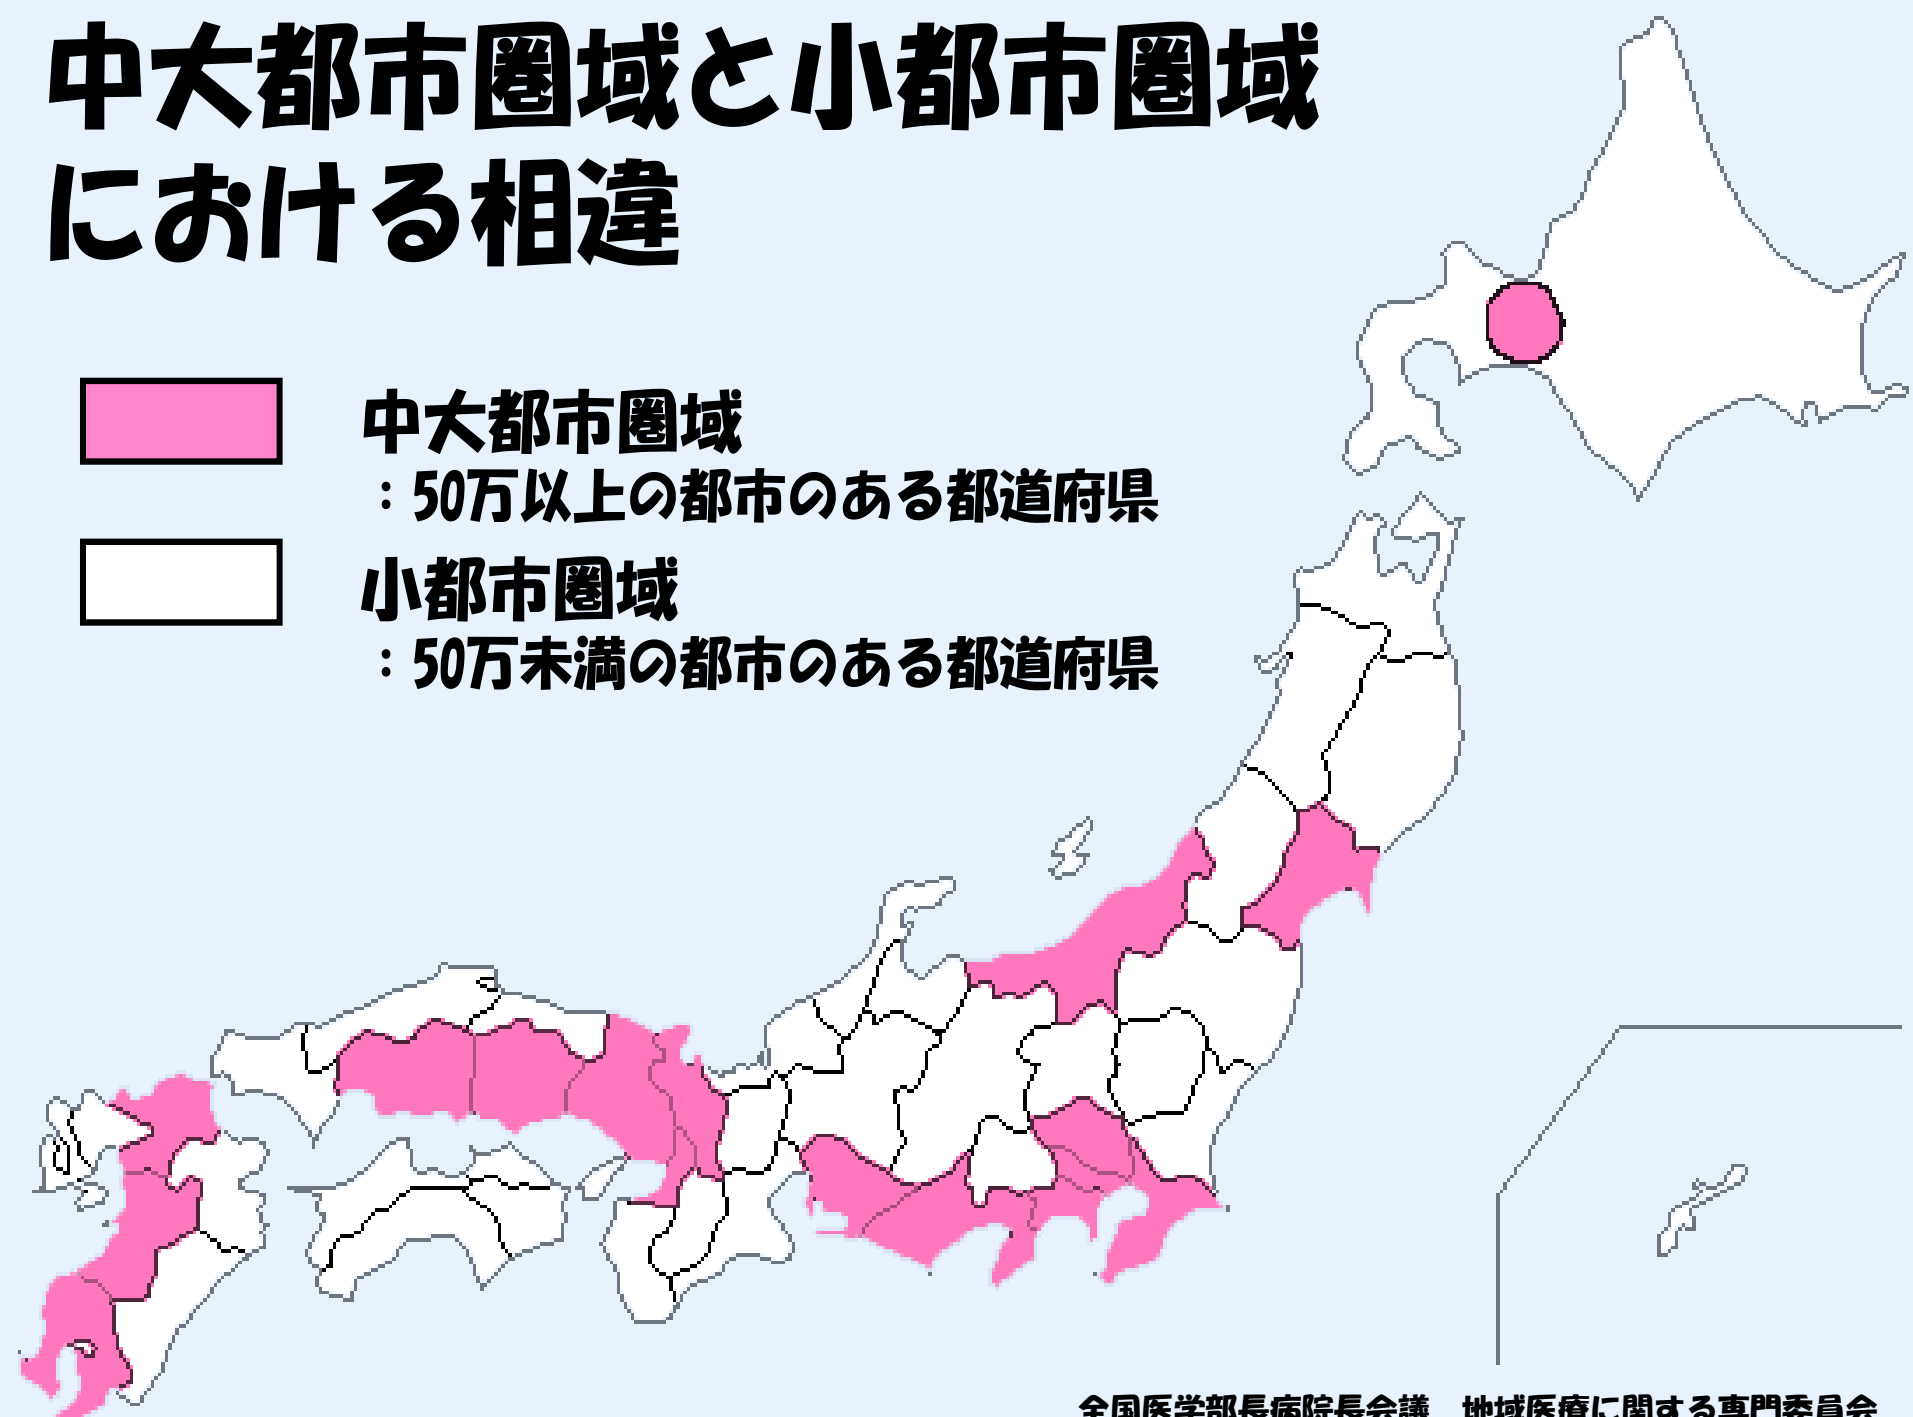 中大都市圏域と小都市圏域
における相違
中大都市圏域
：50万以上の都市のある都道府県
小都市圏域
：50万未満の都市のある都道府県
全国医学部長病院長会議　地域医療に関する専門委員会